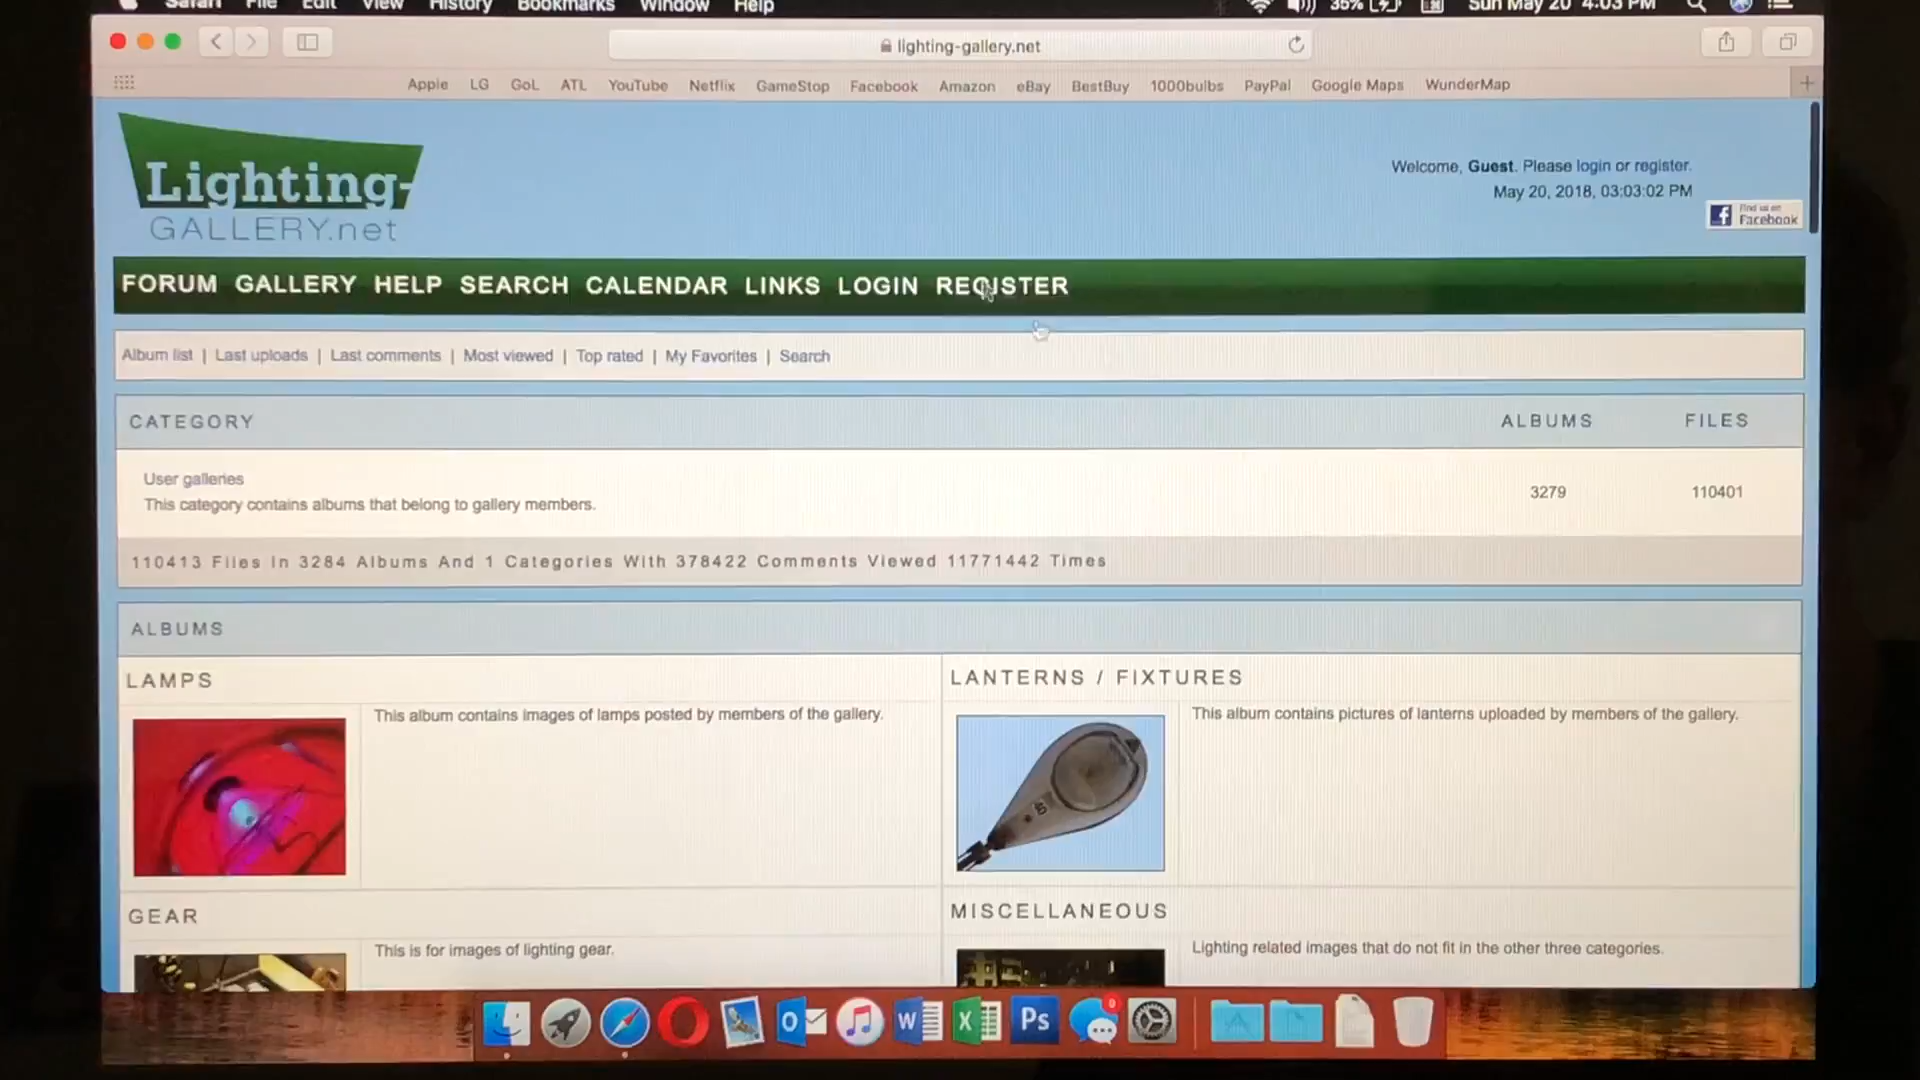 Safari File Edit View History Bookmarks Window Help 35% Sun May 20 4:03 PM
lighting-gallery.net
Apple LG GoL ATL YouTube Netflix GameStop Facebook Amazon eBay BestBuy 1000bulbs PayPal Google Maps WunderMap
Lighting-
GALLERY.net
Welcome, Guest. Please login or register.
May 20, 2018, 03:03:02 PM
Find us on
Facebook
FORUM GALLERY HELP SEARCH CALENDAR LINKS LOGIN REGISTER
Album list | Last uploads | Last comments | Most viewed | Top rated | My Favorites | Search
CATEGORY ALBUMS FILES
User galleries
This category contains albums that belong to gallery members. 3279 110401
110413 Files In 3284 Albums And 1 Categories With 378422 Comments Viewed 11771442 Times
ALBUMS
LAMPS
This album contains images of lamps posted by members of the gallery.
LANTERNS / FIXTURES
This album contains pictures of lanterns uploaded by members of the gallery.
GEAR
This is for images of lighting gear.
MISCELLANEOUS
Lighting related images that do not fit in the other three categories.
O W X Ps